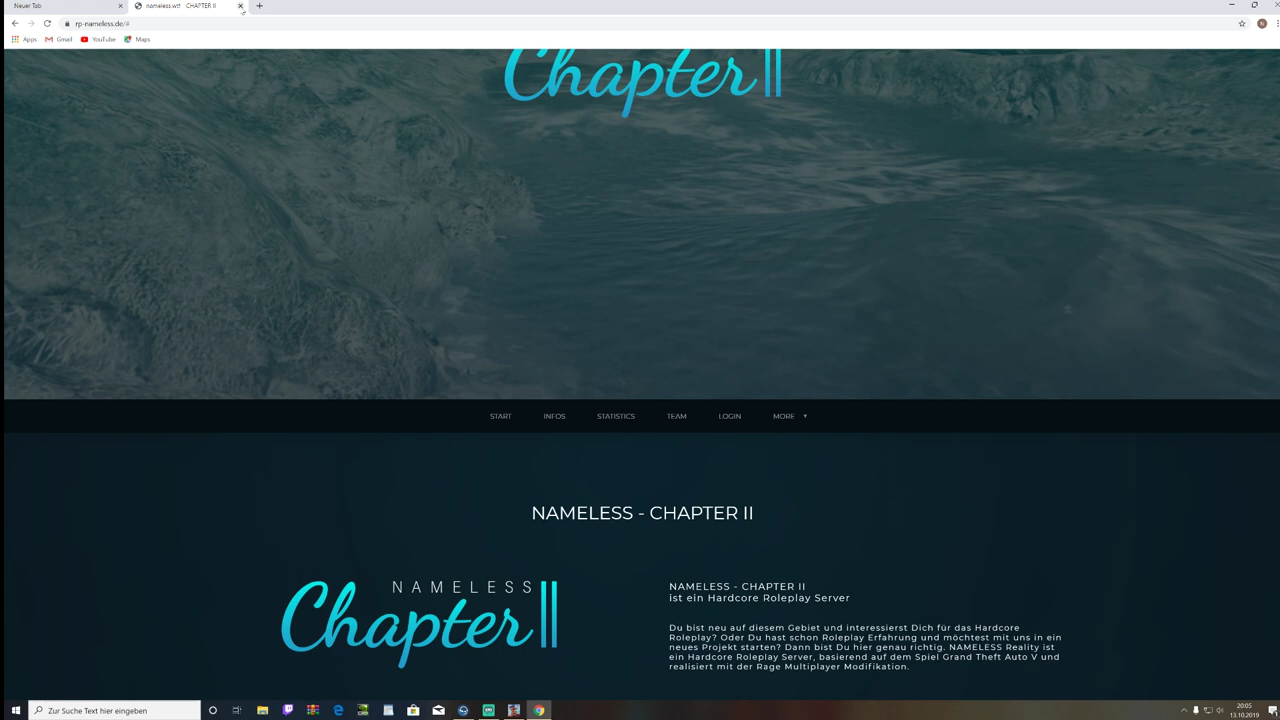 Neuer Tab
nameless.wtf - CHAPTER II
rp-nameless.de/#
N
Apps
Gmail
YouTube
Maps
Chapter II
START
INFOS
STATISTICS
TEAM
LOGIN
MORE
NAMELESS - CHAPTER II
NAMELESS
Chapter II
NAMELESS - CHAPTER II
ist ein Hardcore Roleplay Server
Du bist neu auf diesem Gebiet und interessierst Dich für das Hardcore
Roleplay? Oder Du hast schon Roleplay Erfahrung und möchtest mit uns in ein
neues Projekt starten? Dann bist Du hier genau richtig. NAMELESS Reality ist
ein Hardcore Roleplay Server, basierend auf dem Spiel Grand Theft Auto V und
realisiert mit der Rage Multiplayer Modifikation.
Zur Suche Text hier eingeben
20:05
13.10.2019